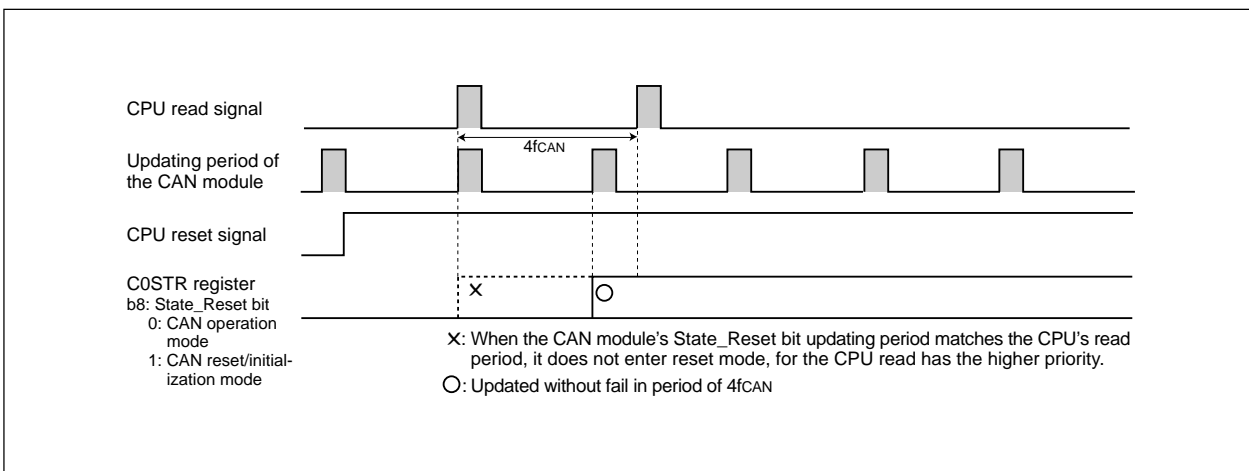 CPU read signal
4fCAN
Updating period of
the CAN module
CPU reset signal
C0STR register
b8: State_Reset bit
0: CAN operation
mode
1: CAN reset/initial-
ization mode
×: When the CAN module's State_Reset bit updating period matches the CPU's read
period, it does not enter reset mode, for the CPU read has the higher priority.
○: Updated without fail in period of 4fCAN